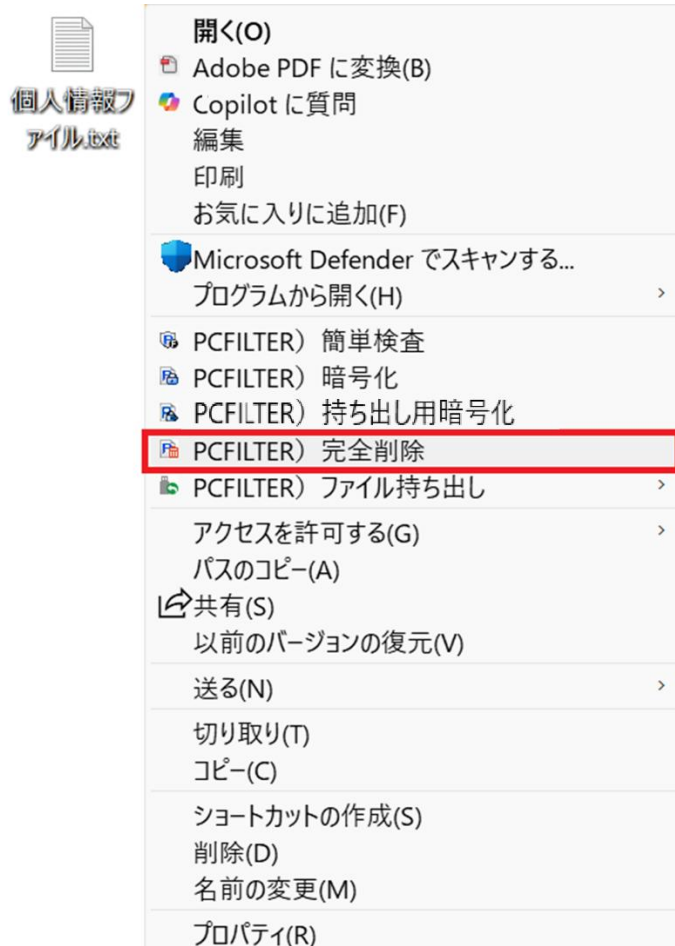 個人情報フ
ァイル.txt
開く(O)
Adobe PDF に変換(B)
Copilot に質問
編集
印刷
お気に入りに追加(F)
Microsoft Defender でスキャンする...
プログラムから開く(H)
PCFILTER）簡単検査
PCFILTER）暗号化
PCFILTER）持ち出し用暗号化
PCFILTER）完全削除
PCFILTER）ファイル持ち出し
アクセスを許可する(G)
パスのコピー(A)
共有(S)
以前のバージョンの復元(V)
送る(N)
切り取り(T)
コピー(C)
ショートカットの作成(S)
削除(D)
名前の変更(M)
プロパティ(R)